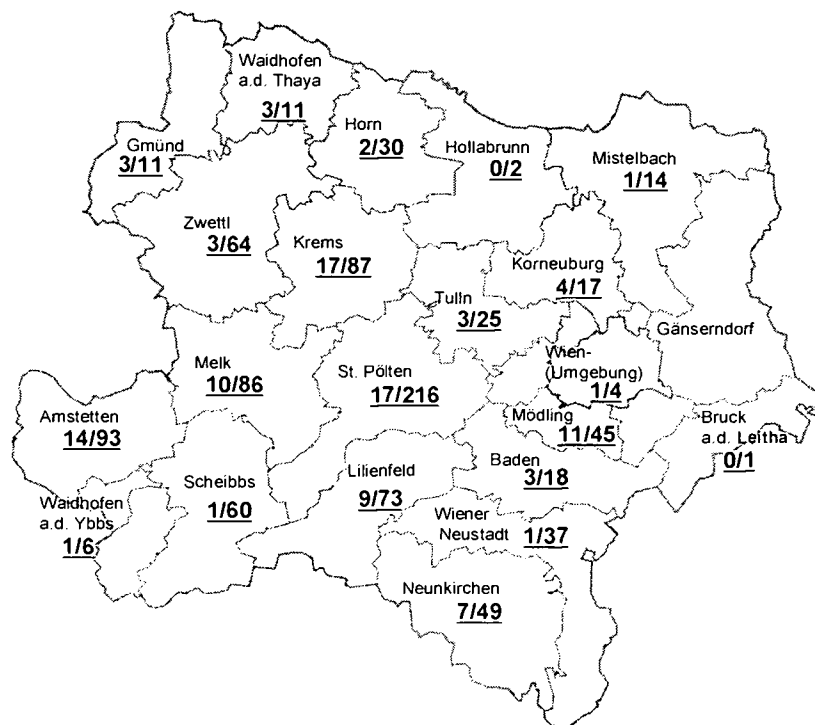 Waidhofen
a.d. Thaya
3/11
Gmünd
3/11
Horn
2/30
Hollabrunn
0/2
Mistelbach
1/14
Zwettl
3/64
Krems
17/87
Korneuburg
4/17
Tulln
3/25
Gänserndorf
Melk
10/86
St. Pölten
17/216
Wien-
(Umgebung)
1/4
Amstetten
14/93
Mödling
11/45
Bruck
a.d. Leitha
0/1
Scheibbs
1/60
Lilienfeld
9/73
Baden
3/18
Waidhofen
a.d. Ybbs
1/6
Wiener
Neustadt 1/37
Neunkirchen
7/49